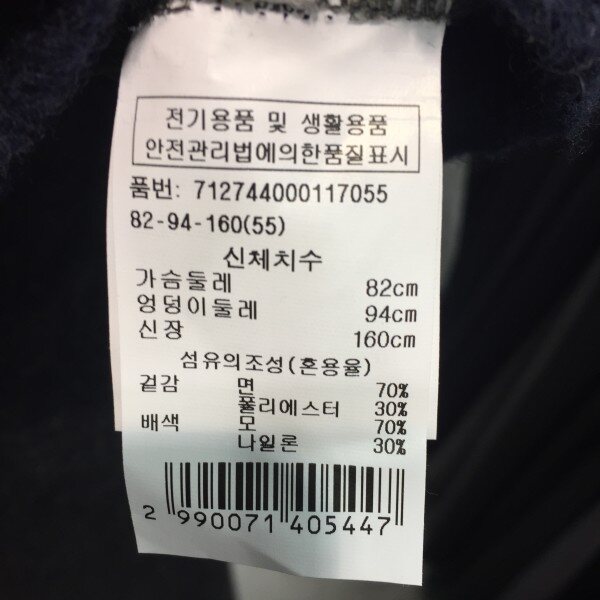 전기용품 및 생활용품
안전관리법에의한품질표시
품번: 712744000117055
82-94-160(55)
신체치수
가슴둘레 82cm
엉덩이둘레 94cm
신장 160cm
섬유의조성(혼용율)
겉감 면 70%
폴리에스터 30%
배색 모 70%
나일론 30%
2 990071 405447